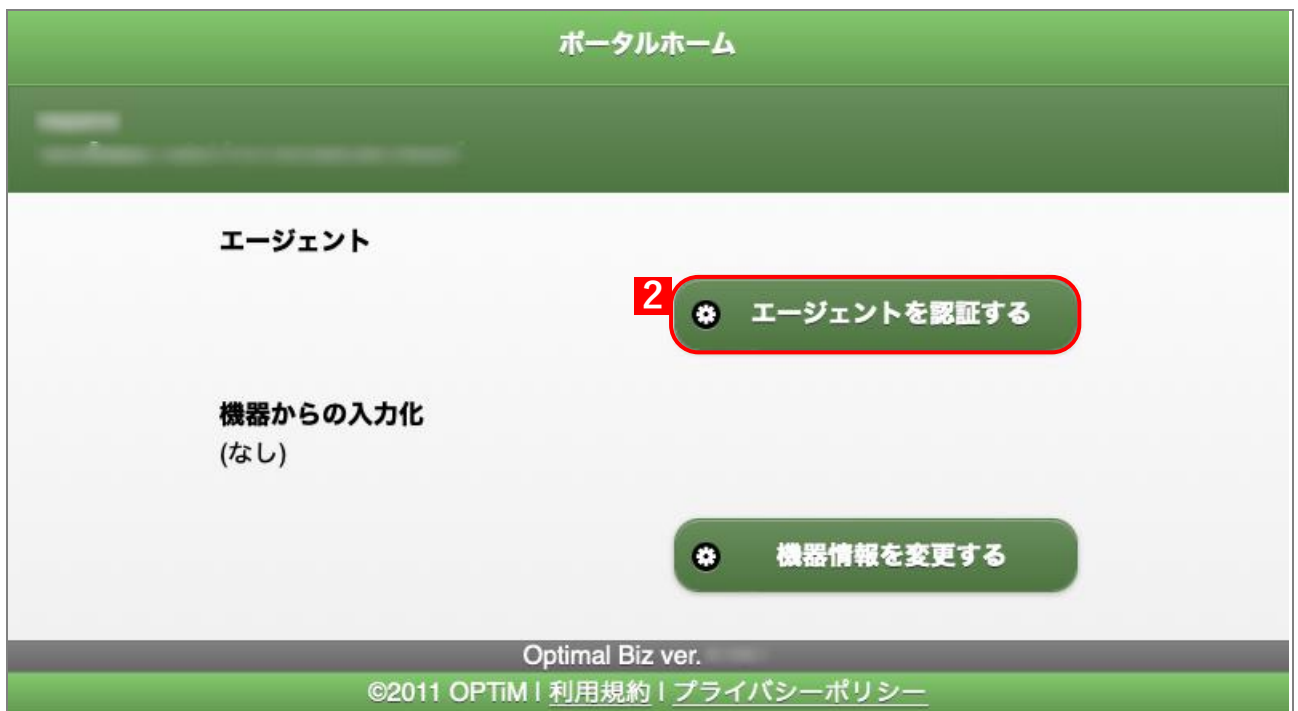 ポータルホーム
エージェント
2
エージェントを認証する
機器からの入力化
(なし)
機器情報を変更する
Optimal Biz ver.
©2011 OPTiM | 利用規約 | プライバシーポリシー